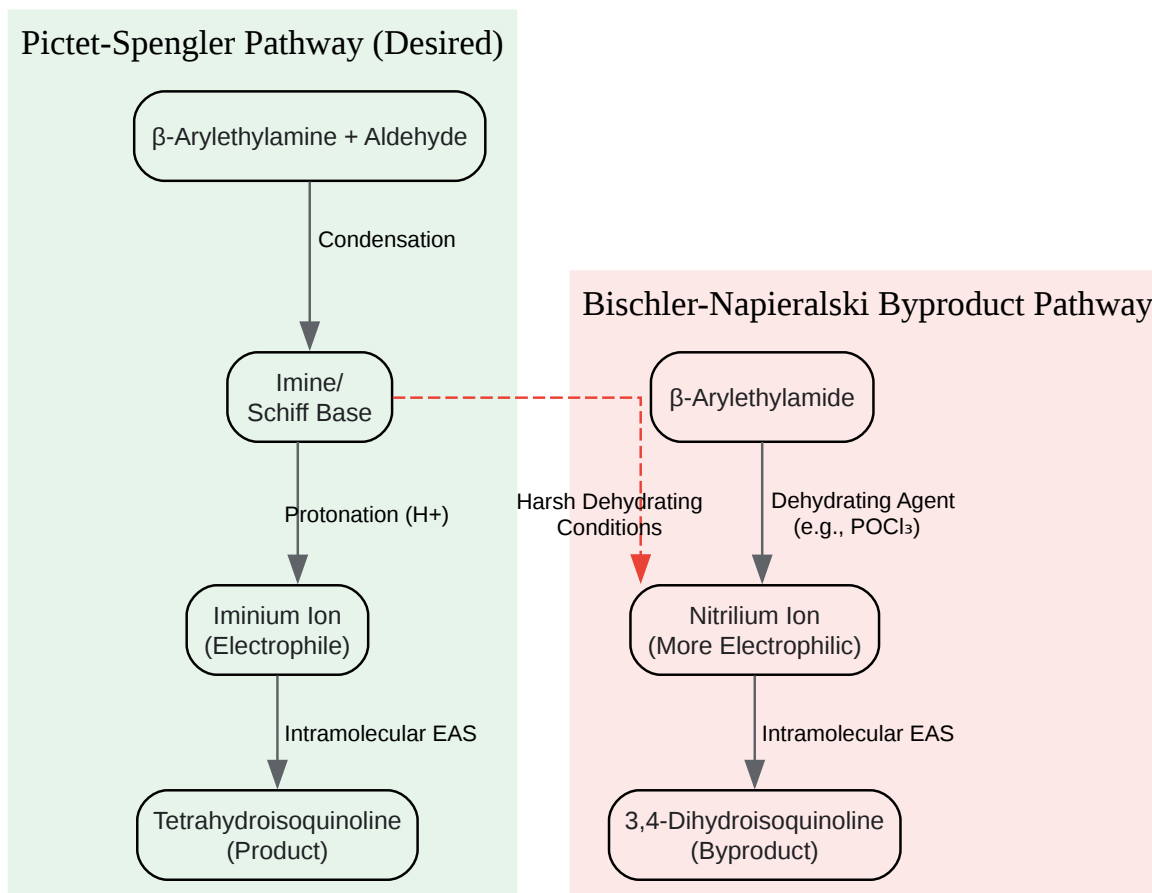 Pictet-Spengler Pathway (Desired)
β-Arylethylamine + Aldehyde
Condensation
Imine/
Schiff Base
Protonation (H+)
Iminium Ion
(Electrophile)
Intramolecular EAS
Tetrahydroisoquinoline
(Product)
Harsh Dehydrating
Conditions
Bischler-Napieralski Byproduct Pathway
β-Arylethylamide
Dehydrating Agent
(e.g., POCl₃)
Nitrilium Ion
(More Electrophilic)
Intramolecular EAS
3,4-Dihydroisoquinoline
(Byproduct)